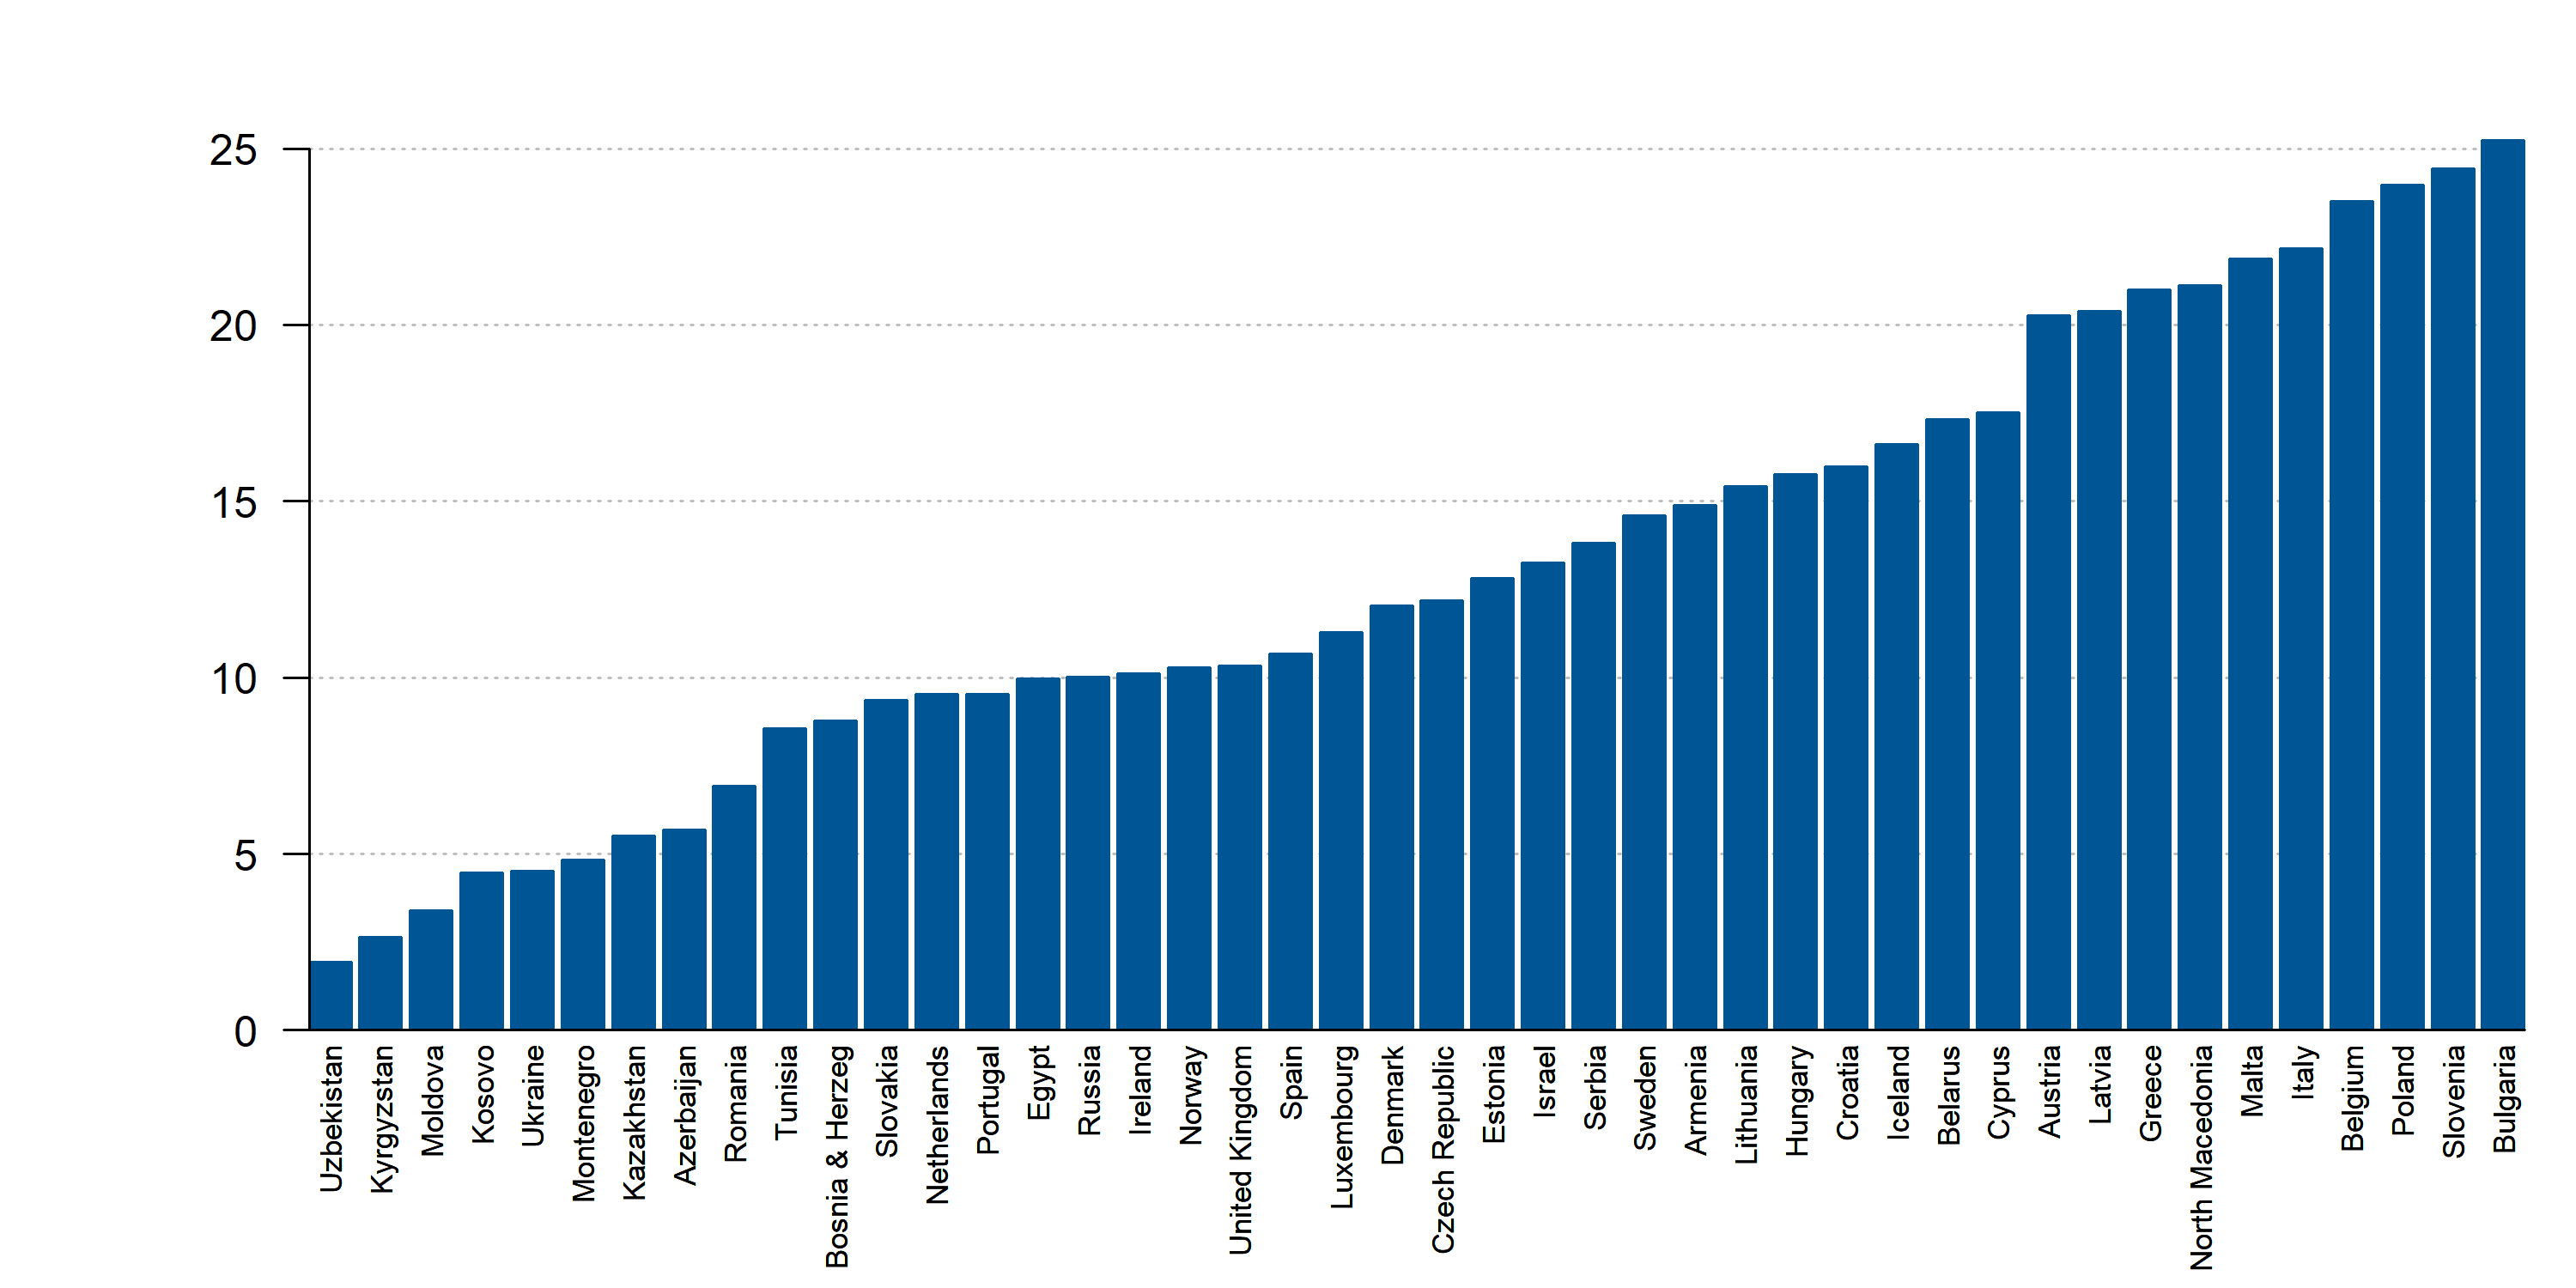 25
20
15
10
5
0
Uzbekistan
Kyrgyzstan
Moldova
Kosovo
Ukraine
Montenegro
Kazakhstan
Azerbaijan
Romania
Tunisia
Bosnia & Herzeg
Slovakia
Netherlands
Portugal
Egypt
Russia
Ireland
Norway
United Kingdom
Spain
Luxembourg
Denmark
Czech Republic
Estonia
Israel
Serbia
Sweden
Armenia
Lithuania
Hungary
Croatia
Iceland
Belarus
Cyprus
Austria
Latvia
Greece
North Macedonia
Malta
Italy
Belgium
Poland
Slovenia
Bulgaria